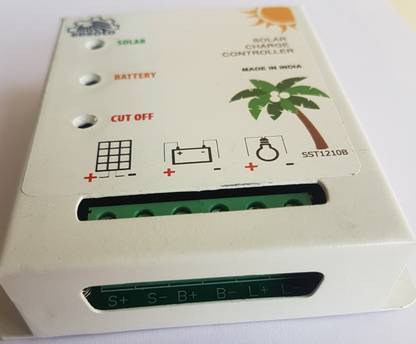 SOLAR
BATTERY
CUT OFF
SOLAR
CHARGE
CONTROLLER
MADE IN INDIA
SST1210B
+ -
+ -
+ -
S+ S- B+ B- L+ L-